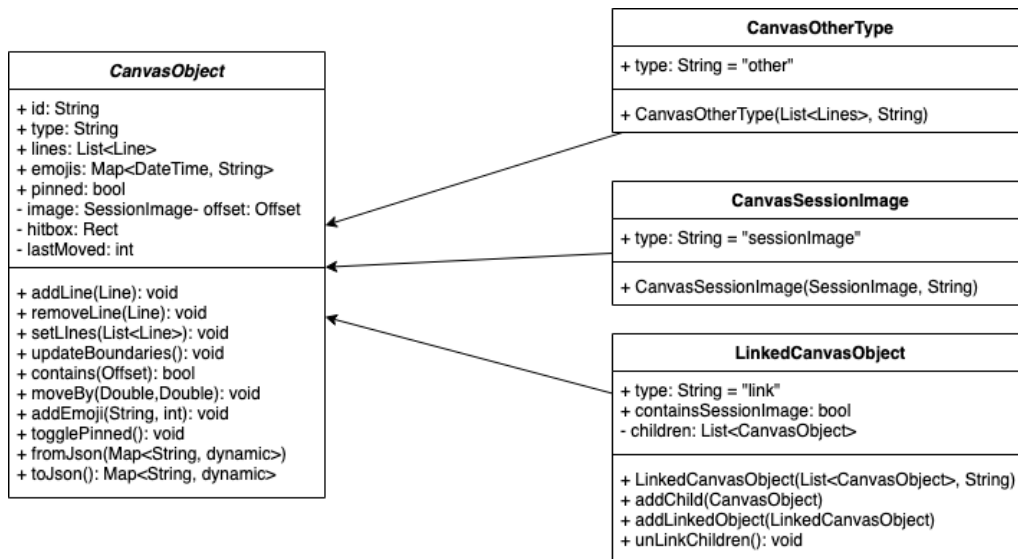 CanvasObject
+ id: String
+ type: String
+ lines: List<Line>
+ emojis: Map<DateTime, String>
+ pinned: bool
- image: SessionImage- offset: Offset
- hitbox: Rect
- lastMoved: int
+ addLine(Line): void
+ removeLine(Line): void
+ setLInes(List<Line>): void
+ updateBoundaries(): void
+ contains(Offset): bool
+ moveBy(Double,Double): void
+ addEmoji(String, int): void
+ togglePinned(): void
+ fromJson(Map<String, dynamic>)
+ toJson(): Map<String, dynamic>
CanvasOtherType
+ type: String = "other"
+ CanvasOtherType(List<Lines>, String)
CanvasSessionImage
+ type: String = "sessionImage"
+ CanvasSessionImage(SessionImage, String)
LinkedCanvasObject
+ type: String = "link"
+ containsSessionImage: bool
- children: List<CanvasObject>
+ LinkedCanvasObject(List<CanvasObject>, String)
+ addChild(CanvasObject)
+ addLinkedObject(LinkedCanvasObject)
+ unLinkChildren(): void